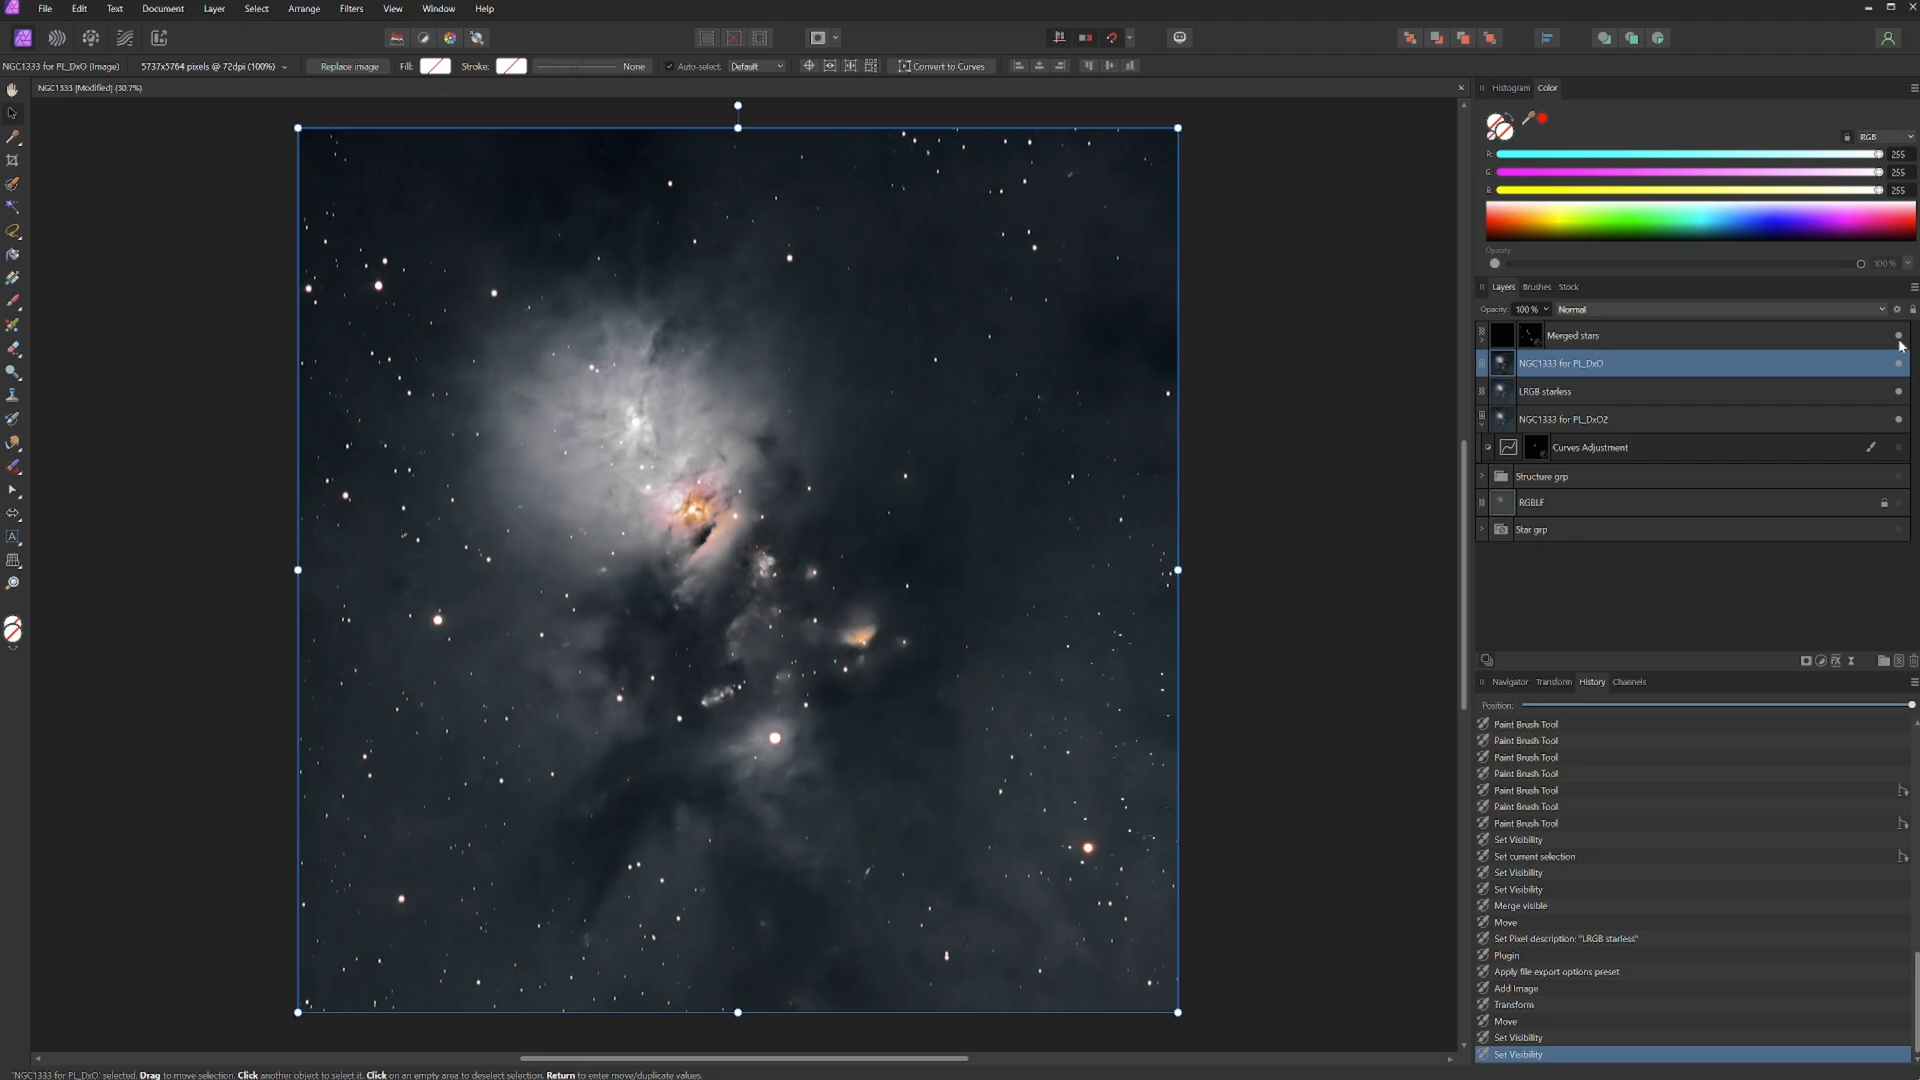 File Edit Text Document Layer Select Arrange Filters View Window Help
NGC1333 for PL_DxO (Image) 5737x5764 pixels @ 72dpi (100%) Replace image Fill: Stroke: None Auto-select: Default Convert to Curves
NGC1333 [Modified] (30.7%)
Histogram Color
RGB
R: 255
G: 255
B: 255
Opacity
100 %
Layers Brushes Stock
Opacity: 100 % Normal
Merged stars
NGC1333 for PL_DxO
LRGB starless
NGC1333 for PL_DxO2
Curves Adjustment
Structure grp
RGBLF
Star grp
Navigator Transform History Channels
Position:
Paint Brush Tool
Paint Brush Tool
Paint Brush Tool
Paint Brush Tool
Paint Brush Tool
Paint Brush Tool
Paint Brush Tool
Set Visibility
Set current selection
Set Visibility
Set Visibility
Merge visible
Move
Set Pixel description: "LRGB starless"
Plugin
Apply file export options preset
Add Image
Transform
Move
Set Visibility
Set Visibility
'NGC1333 for PL_DxO' selected. Drag to move selection. Click another object to select it. Click on an empty area to deselect selection. Return to enter move/duplicate values.